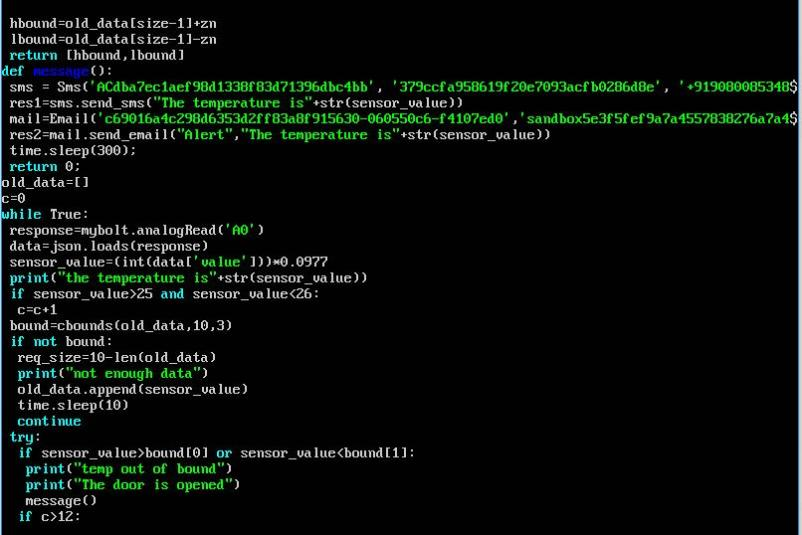 hbound=old_data[size-1]+zn
lbound=old_data[size-1]-zn
return [hbound,lbound]
def message():
sms = Sms('ACdba7ec1aef98d1338f83d71396dbc4bb', '379ccfa958619f20e7093acfb0286d8e', '+919080085348$
res1=sms.send_sms("The temperature is"+str(sensor_value))
mail=Email('c69016a4c298d6353d2ff83a8f915630-060550c6-f4107ed0','sandbox5e3f5fef9a7a4557838276a7a4$
res2=mail.send_email("Alert","The temperature is"+str(sensor_value))
time.sleep(300);
return 0;
old_data=[]
c=0
while True:
response=mybolt.analogRead('A0')
data=json.loads(response)
sensor_value=(int(data['value']))*0.0977
print("the temperature is"+str(sensor_value))
if sensor_value>25 and sensor_value<26:
c=c+1
bound=cbounds(old_data,10,3)
if not bound:
req_size=10-len(old_data)
print("not enough data")
old_data.append(sensor_value)
time.sleep(10)
continue
try:
if sensor_value>bound[0] or sensor_value<bound[1]:
print("temp out of bound")
print("The door is opened")
message()
if c>12: